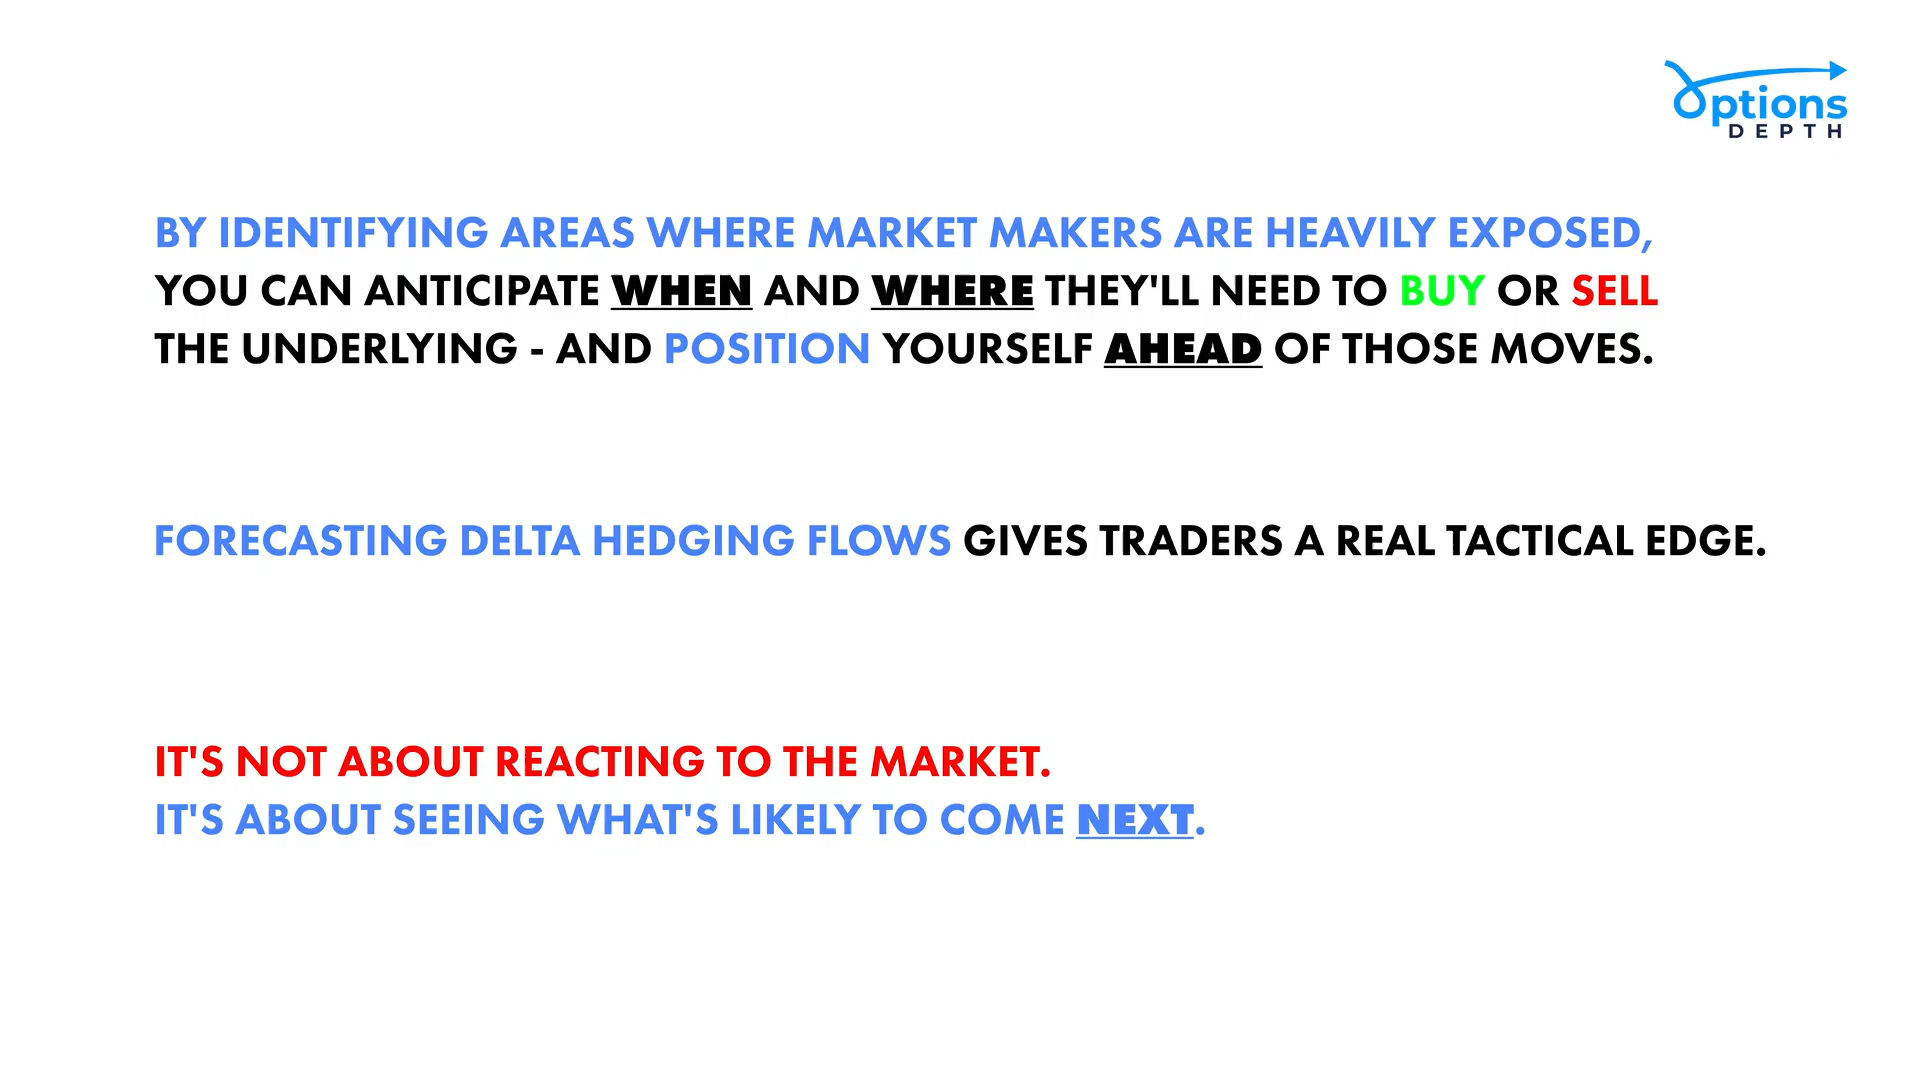 Options
DEPTH
BY IDENTIFYING AREAS WHERE MARKET MAKERS ARE HEAVILY EXPOSED,
YOU CAN ANTICIPATE WHEN AND WHERE THEY'LL NEED TO BUY OR SELL
THE UNDERLYING - AND POSITION YOURSELF AHEAD OF THOSE MOVES.
FORECASTING DELTA HEDGING FLOWS GIVES TRADERS A REAL TACTICAL EDGE.
IT'S NOT ABOUT REACTING TO THE MARKET.
IT'S ABOUT SEEING WHAT'S LIKELY TO COME NEXT.